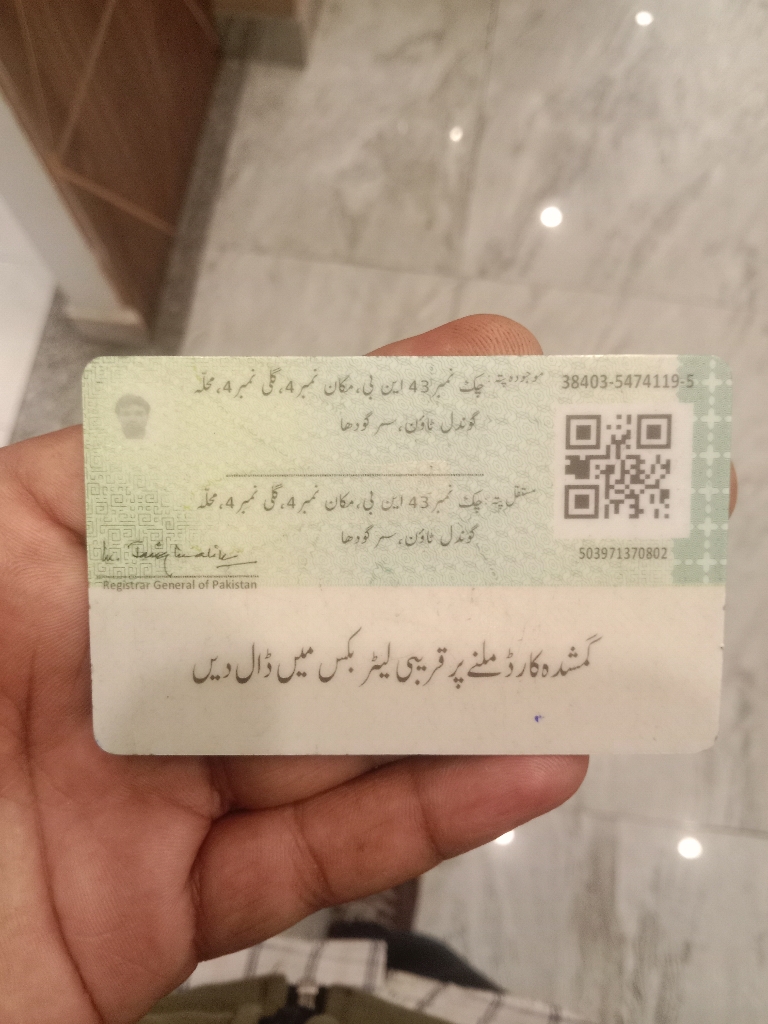 موجودہ پتہ چک نمبر 43 این بی، مکان نمبر 4، گلی نمبر 4، محلہ
گوندل ٹاؤن، سرگودھا
38403-5474119-5
مستقل پتہ چک نمبر 43 این بی، مکان نمبر 4، گلی نمبر 4، محلہ
گوندل ٹاؤن، سرگودھا
503971370802
Registrar General of Pakistan
گمشدہ کارڈ ملنے پر قریبی لیٹر بکس میں ڈال دیں